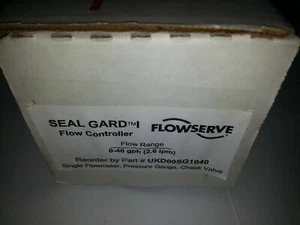 SEAL GARD™I
FLOWSERVE
Flow Controller
Flow Range
0-40 gph (2.6 lpm)
Reorder by Part # UKD00SG1040
Single Flowmeter, Pressure Gauge, Check Valve